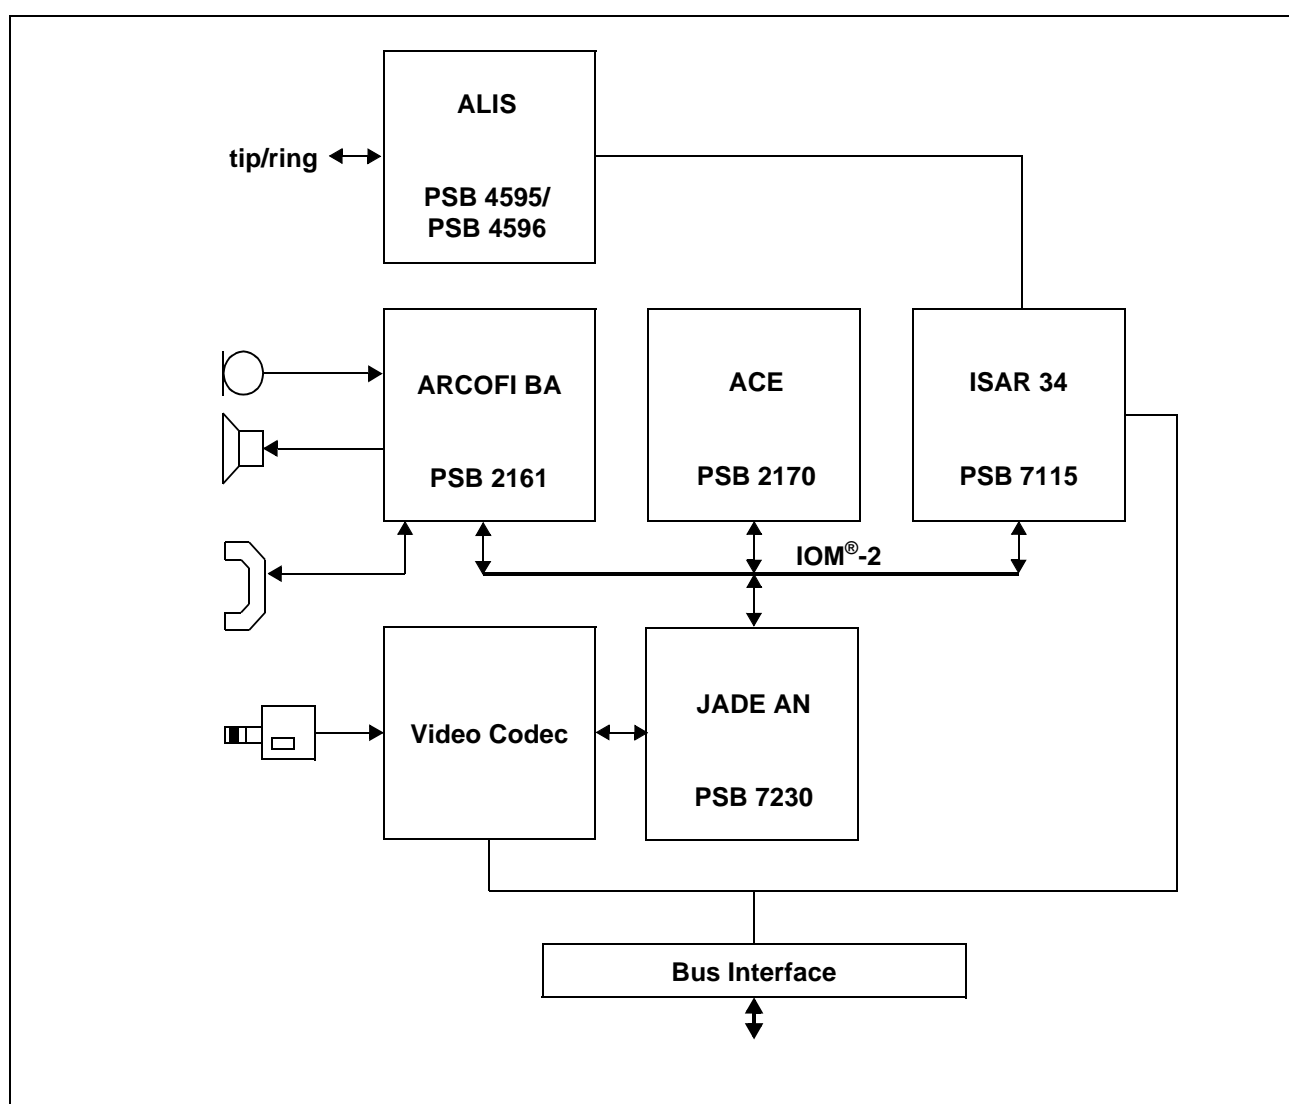 ALIS
tip/ring
PSB 4595/
PSB 4596
ARCOFI BA
ACE
ISAR 34
PSB 2161
PSB 2170
PSB 7115
IOM®-2
JADE AN
Video Codec
PSB 7230
Bus Interface